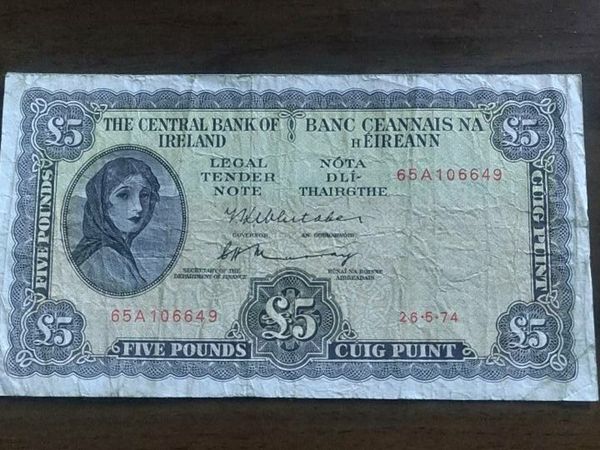 £5
THE CENTRAL BANK OF IRELAND
BANC CEANNAIS NA hÉIREANN
£5
LEGAL TENDER NOTE
NÓTA DLÍ-THAIRGTHE
65A106649
FIVE POUNDS
CUIG PUINT
GOVERNOR
AN GOBHARNÓIR
SECRETARY OF THE
DEPARTMENT OF FINANCE
RÚNAÍ NA ROINNE
AIRGEADAIS
65A106649
26·5·74
£5
£5
£5
FIVE POUNDS
CUIG PUINT